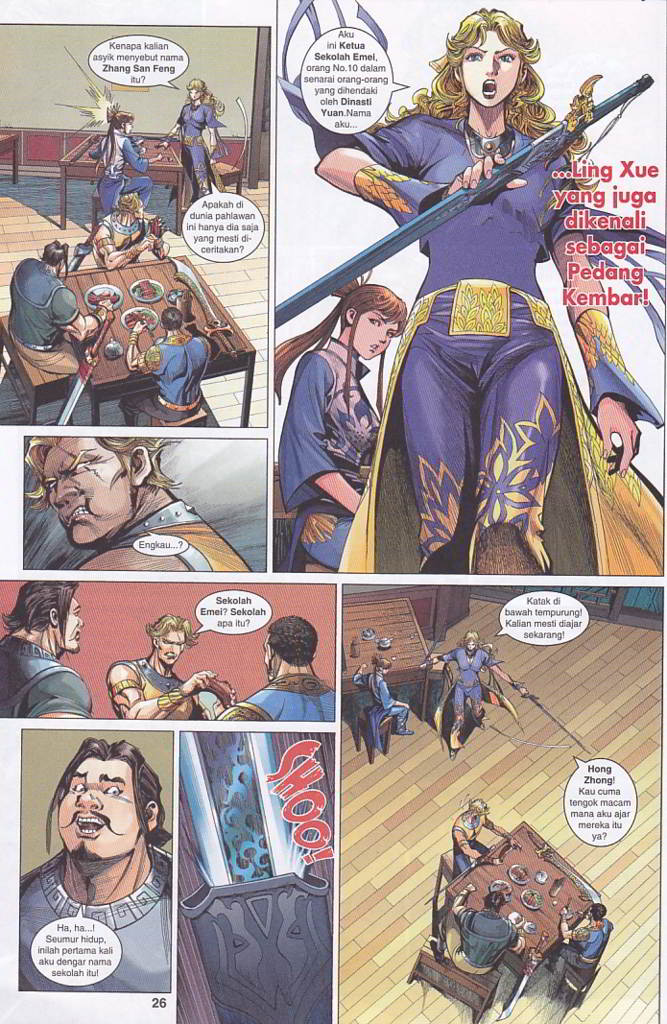 Kenapa kalian
asyik menyebut nama
Zhang San Feng
itu?
Apakah di
dunia pahlawan
ini hanya dia saja
yang mesti di-
ceritakan?
Aku
ini Ketua
Sekolah Emei,
orang No.10 dalam
senarai orang-orang
yang dihendaki
oleh Dinasti
Yuan.Nama
aku...
...Ling Xue
yang juga
dikenali
sebagai
Pedang
Kembar!
Engkau...?
Sekolah
Emei? Sekolah
apa itu?
Ha, ha...!
Seumur hidup,
inilah pertama kali
aku dengar nama
sekolah itu!
SHOO!
Katak di
bawah tempurung!
Kalian mesti diajar
sekarang!
Hong
Zhong!
Kau cuma
tengok macam
mana aku ajar
mereka itu
ya?
26